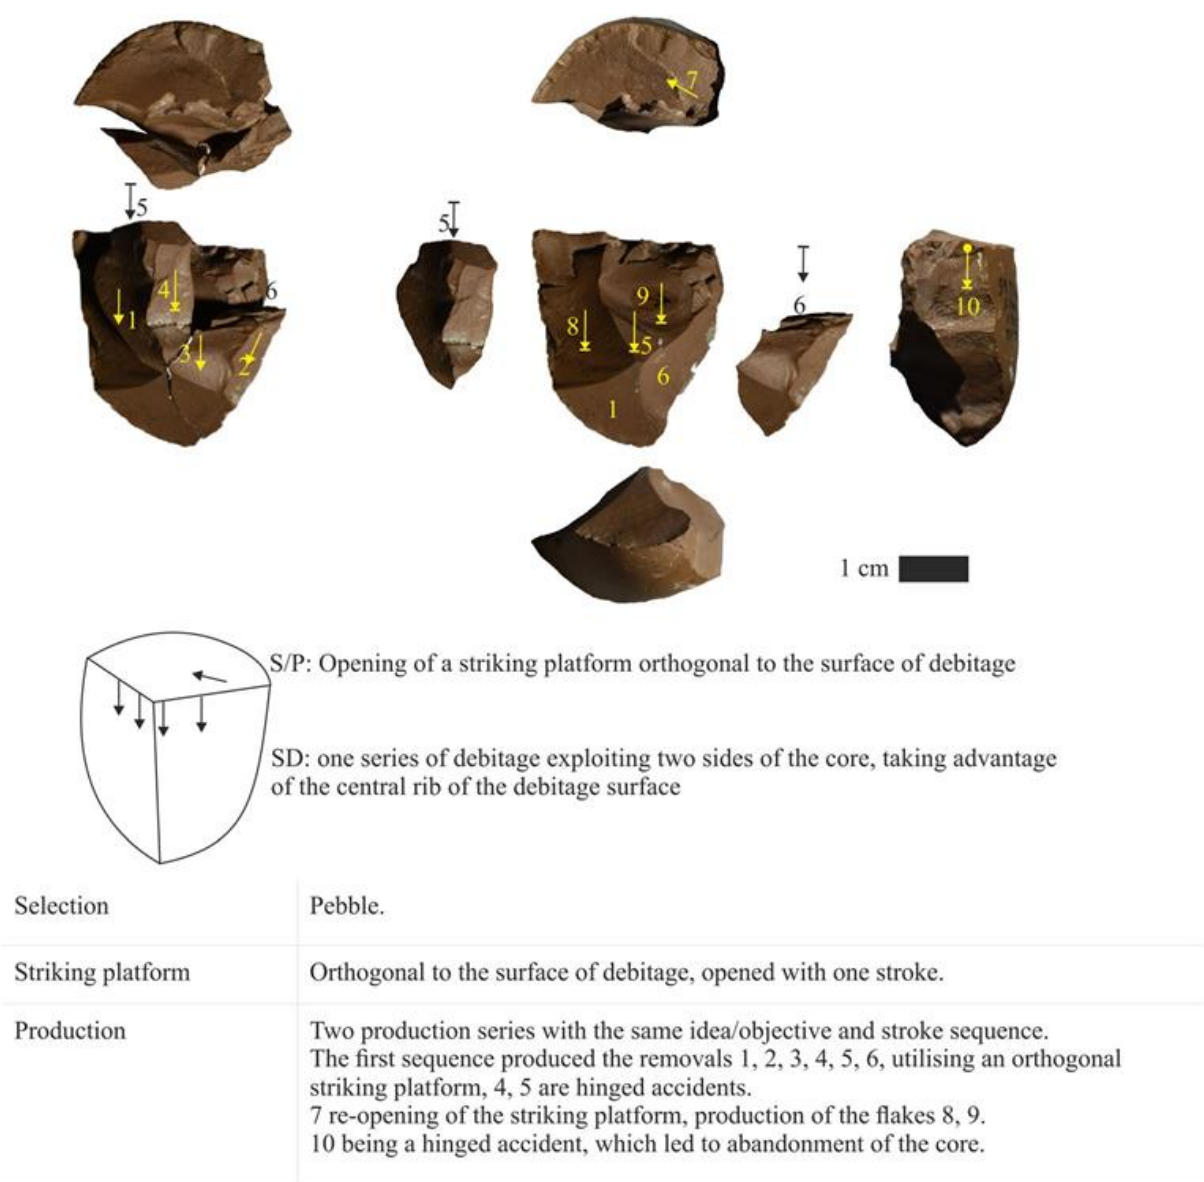 7
5
5
4
1
6
3
2
9
8
5
6
1
6
10
1 cm
S/P: Opening of a striking platform orthogonal to the surface of debitage
SD: one series of debitage exploiting two sides of the core, taking advantage
of the central rib of the debitage surface
Selection Pebble.
Striking platform Orthogonal to the surface of debitage, opened with one stroke.
Production Two production series with the same idea/objective and stroke sequence.
The first sequence produced the removals 1, 2, 3, 4, 5, 6, utilising an orthogonal
striking platform, 4, 5 are hinged accidents.
7 re-opening of the striking platform, production of the flakes 8, 9.
10 being a hinged accident, which led to abandonment of the core.